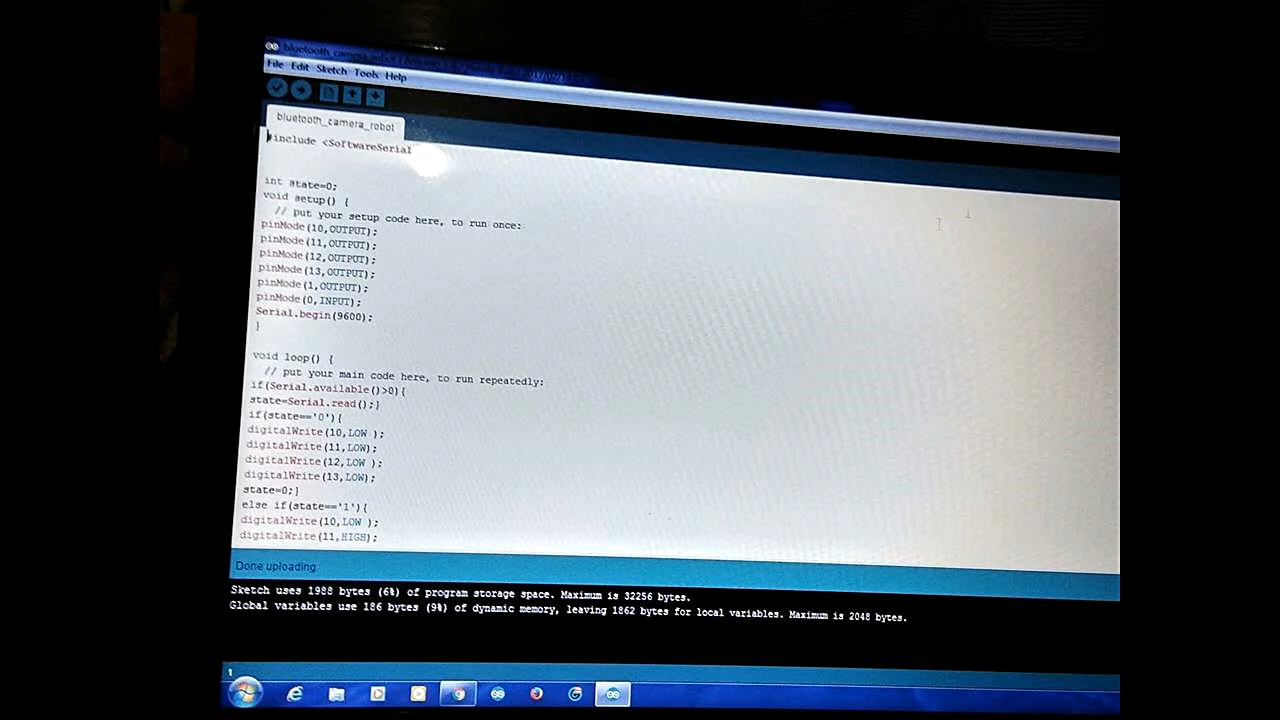 bluetooth_camera_robot
File Edit Sketch Tools Help
bluetooth_camera_robot
#include <SoftwareSerial
int state=0;
void setup() {
// put your setup code here, to run once:
pinMode(10,OUTPUT);
pinMode(11,OUTPUT);
pinMode(12,OUTPUT);
pinMode(13,OUTPUT);
pinMode(1,OUTPUT);
pinMode(0,INPUT);
Serial.begin(9600);
}
void loop() {
// put your main code here, to run repeatedly:
if(Serial.available()>0){
state=Serial.read();}
if(state=='0'){
digitalWrite(10,LOW );
digitalWrite(11,LOW);
digitalWrite(12,LOW );
digitalWrite(13,LOW);
state=0;}
else if(state=='1'){
digitalWrite(10,LOW );
digitalWrite(11,HIGH);
Done uploading
Sketch uses 1988 bytes (6%) of program storage space. Maximum is 32256 bytes.
Global variables use 186 bytes (9%) of dynamic memory, leaving 1862 bytes for local variables. Maximum is 2048 bytes.
1